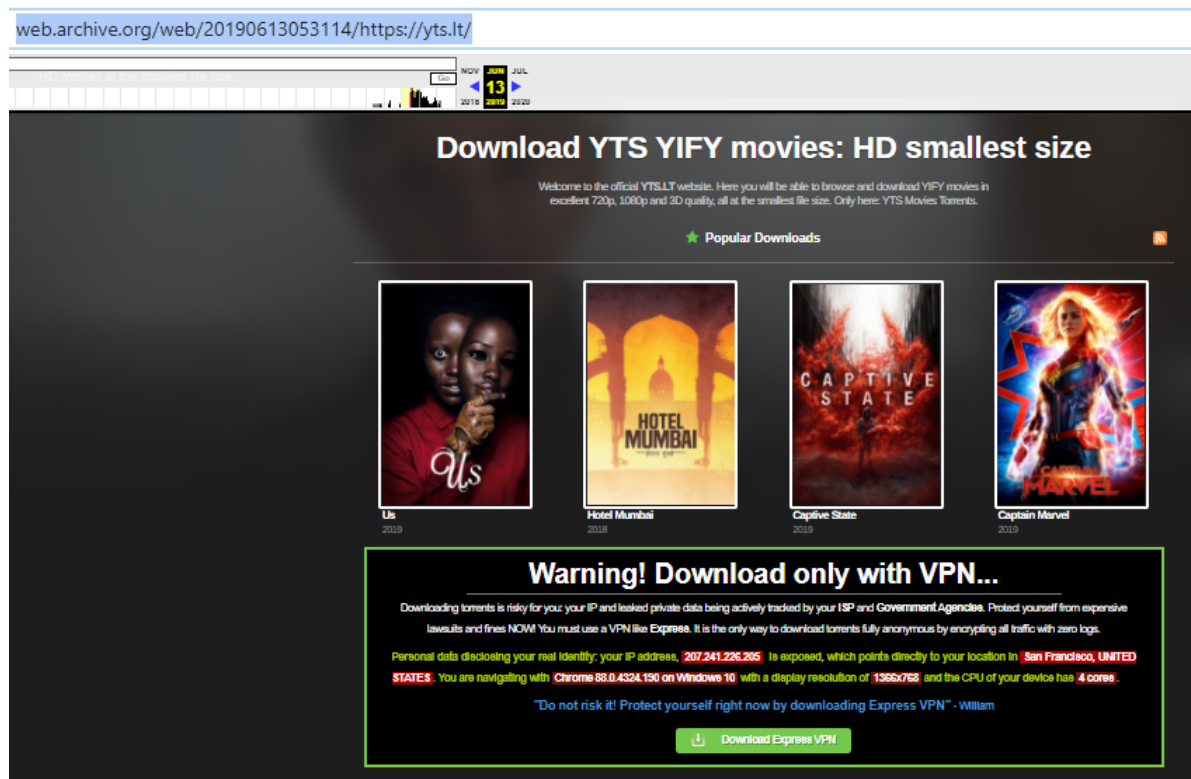 web.archive.org/web/20190613053114/https://yts.lt/
HD movies at the smallest file size
Go
NOV JUN JUL
13
2018 2019 2020
Download YTS YIFY movies: HD smallest size
Welcome to the official YTS.LT website. Here you will be able to browse and download YIFY movies in
excellent 720p, 1080p and 3D quality, all at the smallest file size. Only here: YTS Movies Torrents.
Popular Downloads
Us
HOTEL
MUMBAI
CAPTIVE
STATE
CAPTAIN
MARVEL
Us Hotel Mumbai Captive State Captain Marvel
2019 2018 2019 2019
Warning! Download only with VPN...
Downloading torrents is risky for you: your IP and leaked private data being actively tracked by your ISP and Government Agencies. Protect yourself from expensive
lawsuits and fines NOW! You must use a VPN like Express. It is the only way to download torrents fully anonymous by encrypting all traffic with zero logs.
Personal data disclosing your real identity: your IP address, 207.241.226.205 is exposed, which points directly to your location in San Francisco, UNITED
STATES. You are navigating with Chrome 88.0.4324.190 on Windows 10 with a display resolution of 1366x768 and the CPU of your device has 4 cores.
"Do not risk it! Protect yourself right now by downloading Express VPN" - William
Download Express VPN